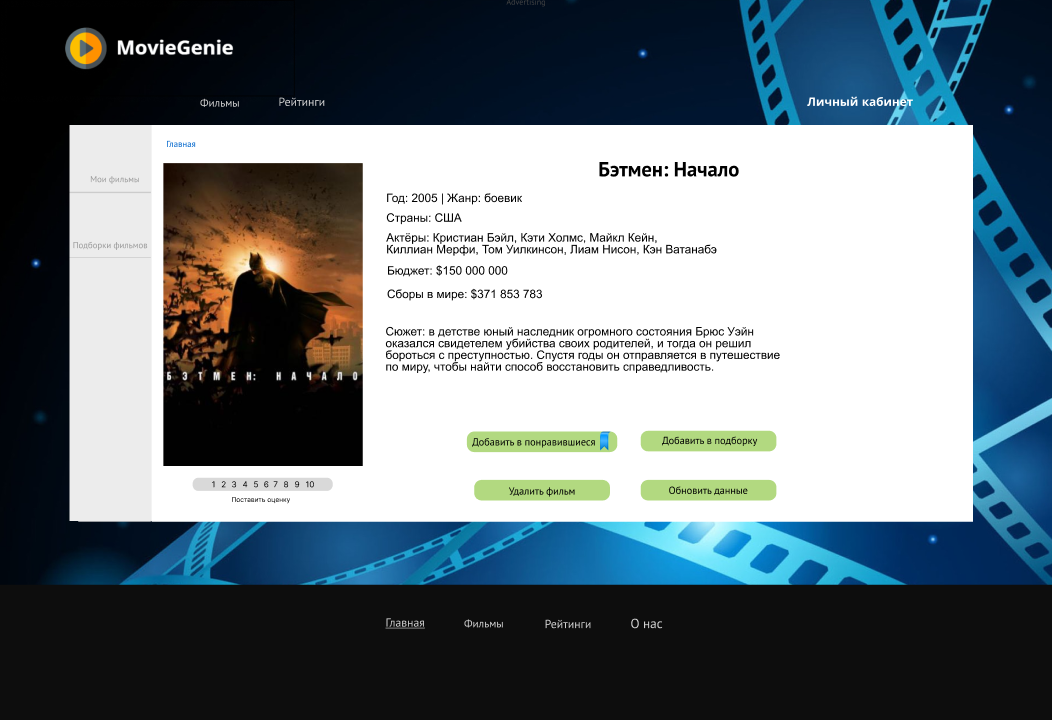 Advertising
MovieGenie
Фильмы
Рейтинги
Личный кабинет
Главная
Мои фильмы
Подборки фильмов
БЭТМЕН: НАЧАЛО
1 2 3 4 5 6 7 8 9 10
Поставить оценку
Бэтмен: Начало
Год: 2005 | Жанр: боевик
Страны: США
Актёры: Кристиан Бэйл, Кэти Холмс, Майкл Кейн,
Киллиан Мерфи, Том Уилкинсон, Лиам Нисон, Кэн Ватанабэ
Бюджет: $150 000 000
Сборы в мире: $371 853 783
Сюжет: в детстве юный наследник огромного состояния Брюс Уэйн
оказался свидетелем убийства своих родителей, и тогда он решил
бороться с преступностью. Спустя годы он отправляется в путешествие
по миру, чтобы найти способ восстановить справедливость.
Добавить в понравившиеся
Добавить в подборку
Удалить фильм
Обновить данные
Главная
Фильмы
Рейтинги
О нас